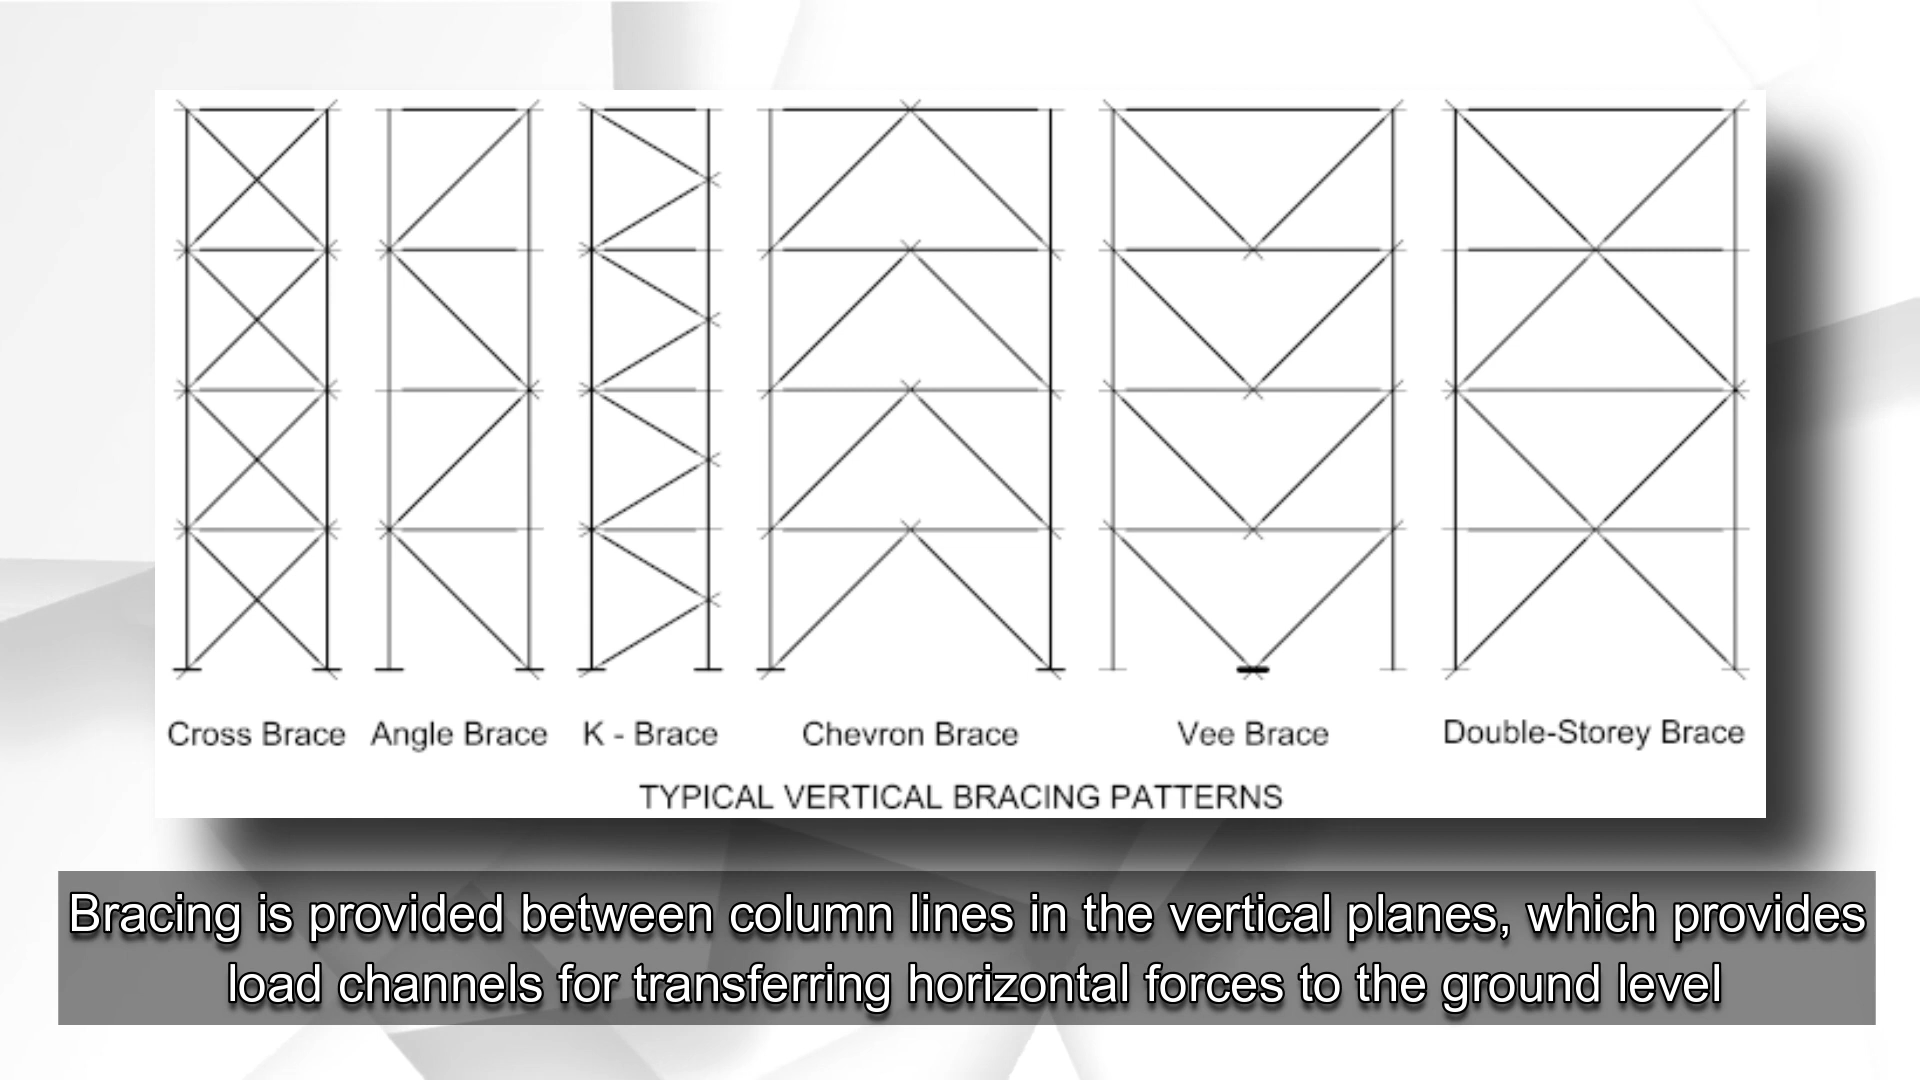 Cross Brace Angle Brace K - Brace Chevron Brace Vee Brace Double-Storey Brace
TYPICAL VERTICAL BRACING PATTERNS
Bracing is provided between column lines in the vertical planes, which provides
load channels for transferring horizontal forces to the ground level